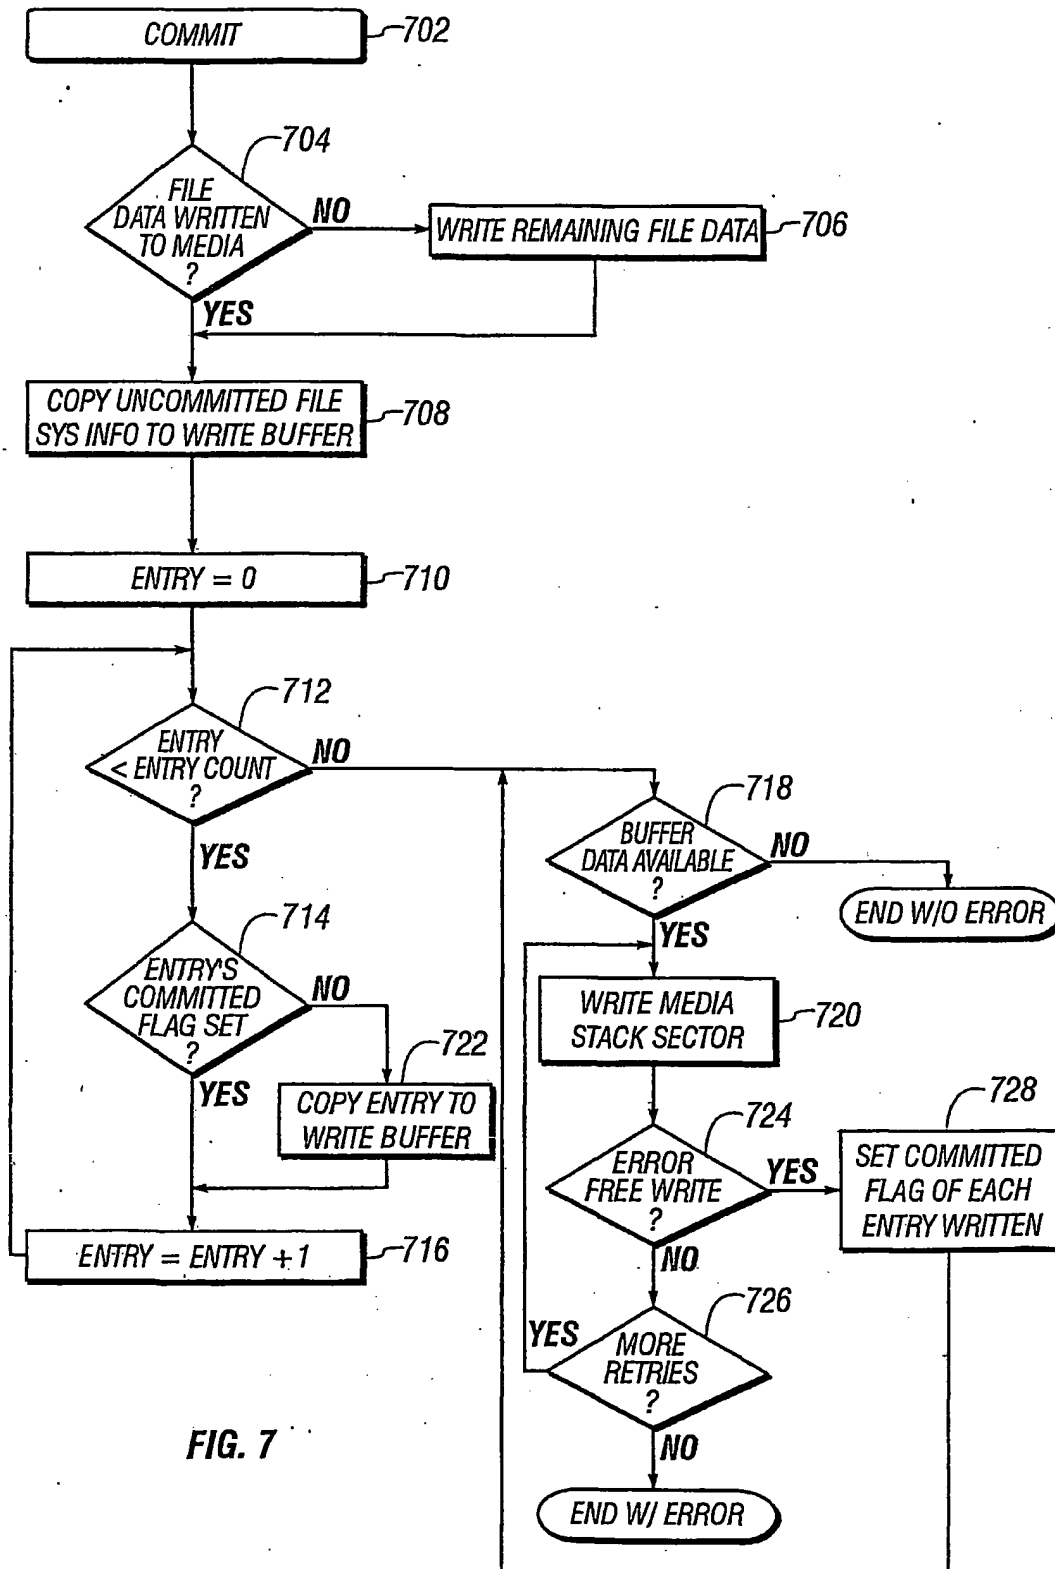 COMMIT
702
704
FILE
DATA WRITTEN
TO MEDIA
?
NO
WRITE REMAINING FILE DATA
706
YES
COPY UNCOMMITTED FILE
SYS INFO TO WRITE BUFFER
708
ENTRY = 0
710
712
ENTRY
< ENTRY COUNT
?
NO
YES
714
ENTRY'S
COMMITTED
FLAG SET
?
NO
YES
722
COPY ENTRY TO
WRITE BUFFER
ENTRY = ENTRY +1
716
718
BUFFER
DATA AVAILABLE
?
NO
END W/O ERROR
YES
WRITE MEDIA
STACK SECTOR
720
724
ERROR
FREE WRITE
?
YES
728
SET COMMITTED
FLAG OF EACH
ENTRY WRITTEN
NO
726
MORE
RETRIES
?
YES
NO
END W/ ERROR
FIG. 7